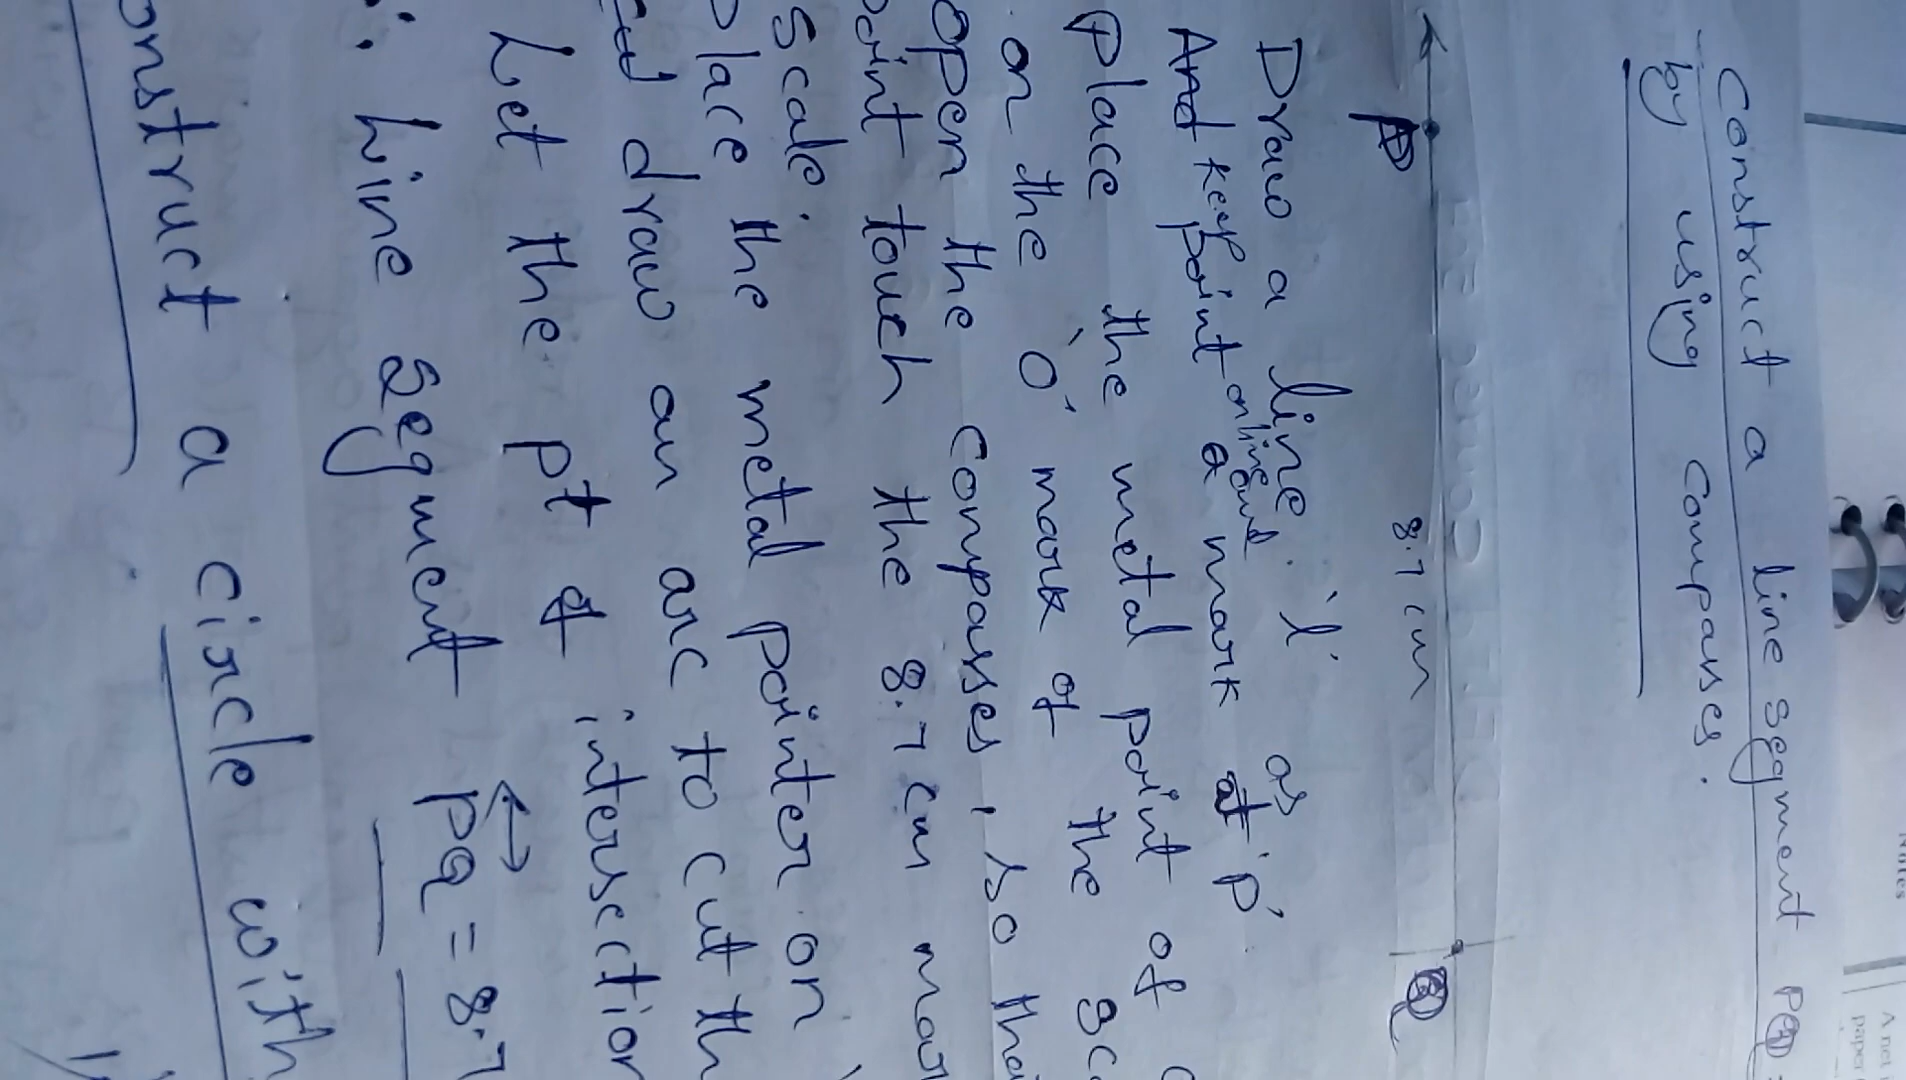 Construct a line segment PQ
by using compasses.
P
8.7 cm
Q
Draw a line 'l' as
And keep point on line and a mark at 'P'.
place the metal point of
on the 'O' mark of the sc
open the compasses, so tha
point touch the 8.7 cm mar
scale.
place the metal pointer on
and draw an arc to cut th
Let the pt of intersection
Line segment PQ = 8.7
onstruct a circle with